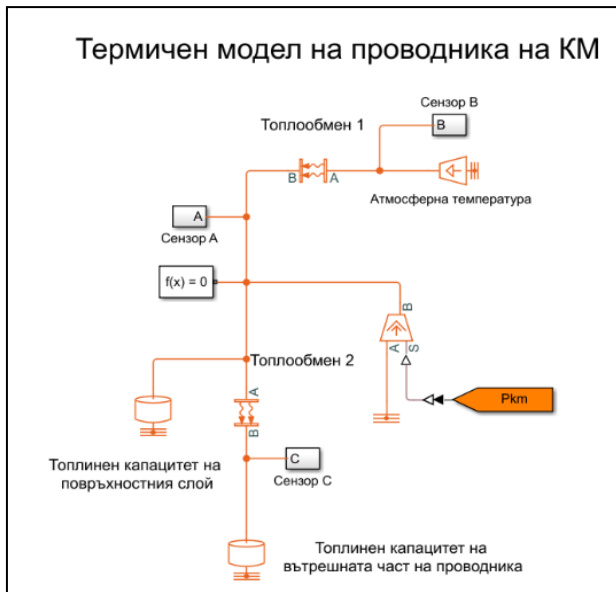 Термичен модел на проводника на КМ
Сензор B
Топлообмен 1
B
B
A
Атмосферна температура
A
Сензор А
f(x) = 0
B
A
S
Топлообмен 2
A
Pkm
B
C
Сензор C
Топлинен капацитет на
повръхностния слой
Топлинен капацитет на
вътрешната част на проводника